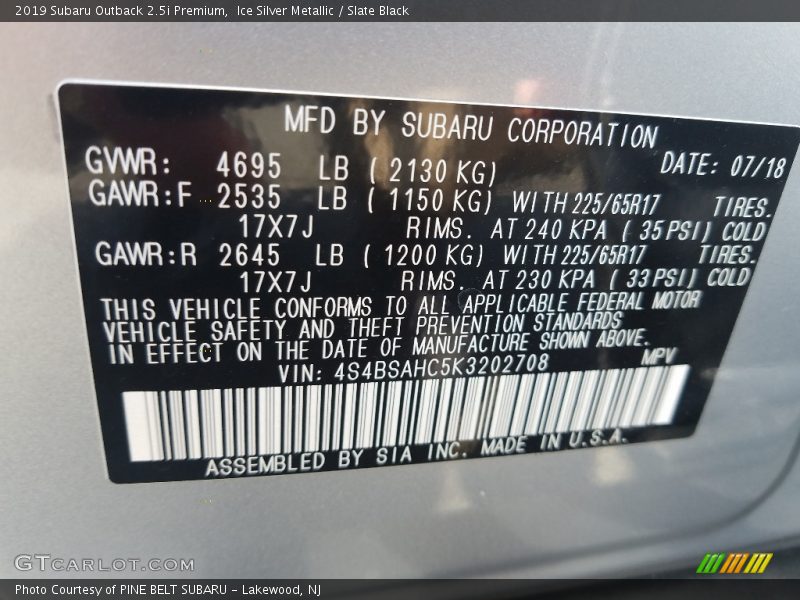 2019 Subaru Outback 2.5i Premium, Ice Silver Metallic / Slate Black
MFD BY SUBARU CORPORATION
GVWR: 4695 LB ( 2130 KG) DATE: 07/18
GAWR:F 2535 LB ( 1150 KG) WITH 225/65R17 TIRES.
17X7J RIMS. AT 240 KPA ( 35 PSI) COLD
GAWR:R 2645 LB ( 1200 KG) WITH 225/65R17 TIRES.
17X7J RIMS. AT 230 KPA ( 33 PSI) COLD
THIS VEHICLE CONFORMS TO ALL APPLICABLE FEDERAL MOTOR
VEHICLE SAFETY AND THEFT PREVENTION STANDARDS
IN EFFECT ON THE DATE OF MANUFACTURE SHOWN ABOVE.
VIN: 4S4BSAHC5K3202708 MPV
ASSEMBLED BY SIA INC. MADE IN U.S.A.
GTCarLot.com
Photo Courtesy of PINE BELT SUBARU - Lakewood, NJ